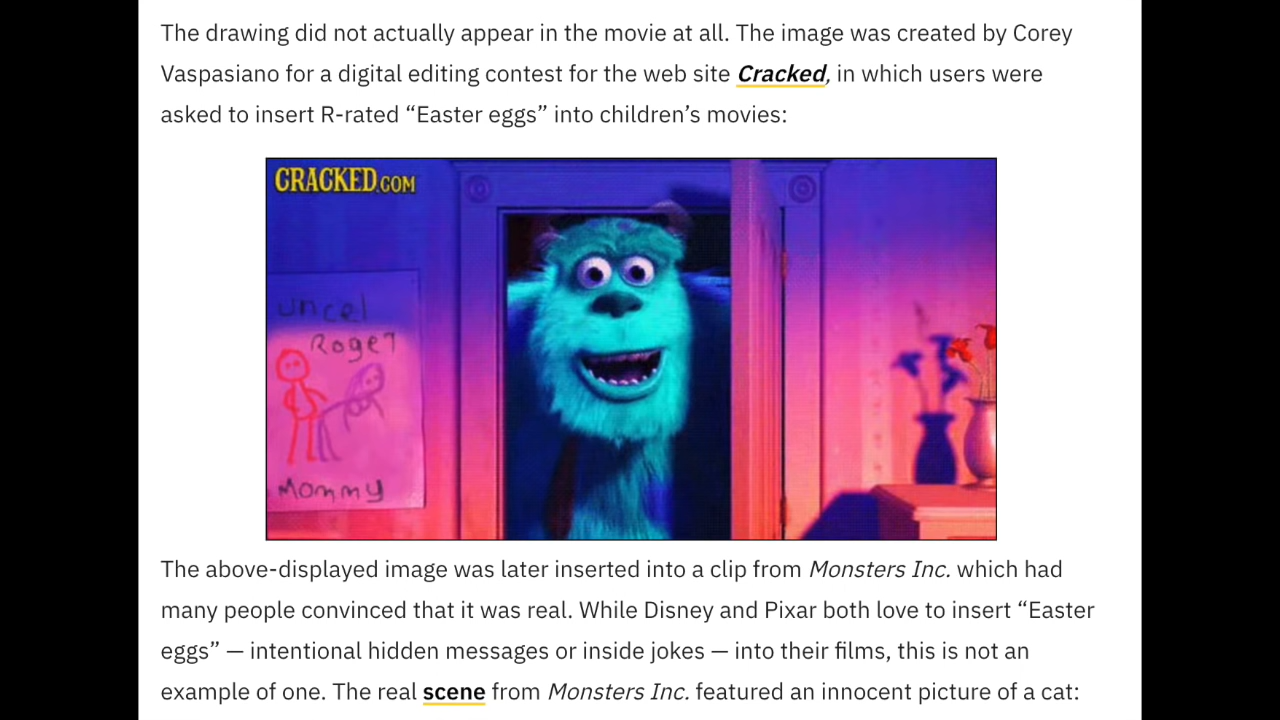 The drawing did not actually appear in the movie at all. The image was created by Corey
Vaspasiano for a digital editing contest for the web site Cracked, in which users were
asked to insert R-rated “Easter eggs” into children’s movies:
CRACKED.COM
uncel
Roger
Mommy
The above-displayed image was later inserted into a clip from Monsters Inc. which had
many people convinced that it was real. While Disney and Pixar both love to insert “Easter
eggs” — intentional hidden messages or inside jokes — into their films, this is not an
example of one. The real scene from Monsters Inc. featured an innocent picture of a cat: